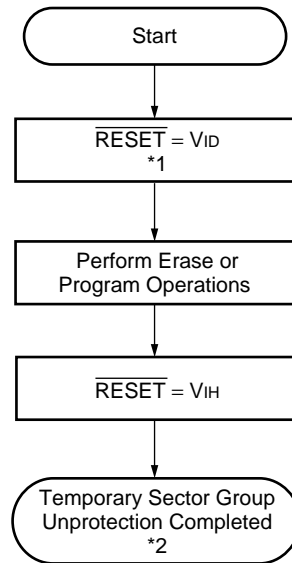 Start
RESET = VID
*1
Perform Erase or
Program Operations
RESET = VIH
Temporary Sector Group
Unprotection Completed
*2